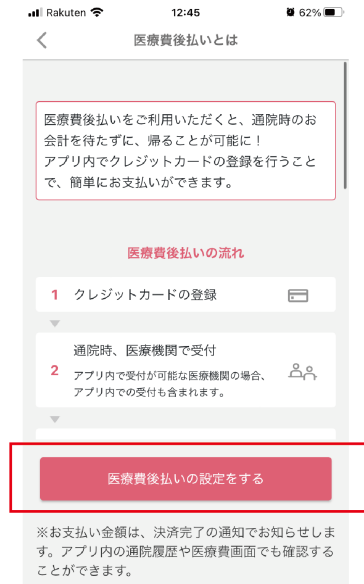 Rakuten 12:45 62%
医療費後払いとは
医療費後払いをご利用いただくと、通院時のお
会計を待たずに、帰ることが可能に！
アプリ内でクレジットカードの登録を行うこと
で、簡単にお支払いができます。
医療費後払いの流れ
1 クレジットカードの登録
通院時、医療機関で受付
2 アプリ内で受付が可能な医療機関の場合、
アプリ内での受付も含まれます。
医療費後払いの設定をする
※お支払い金額は、決済完了の通知でお知らせしま
す。アプリ内の通院履歴や医療費画面でも確認する
ことができます。